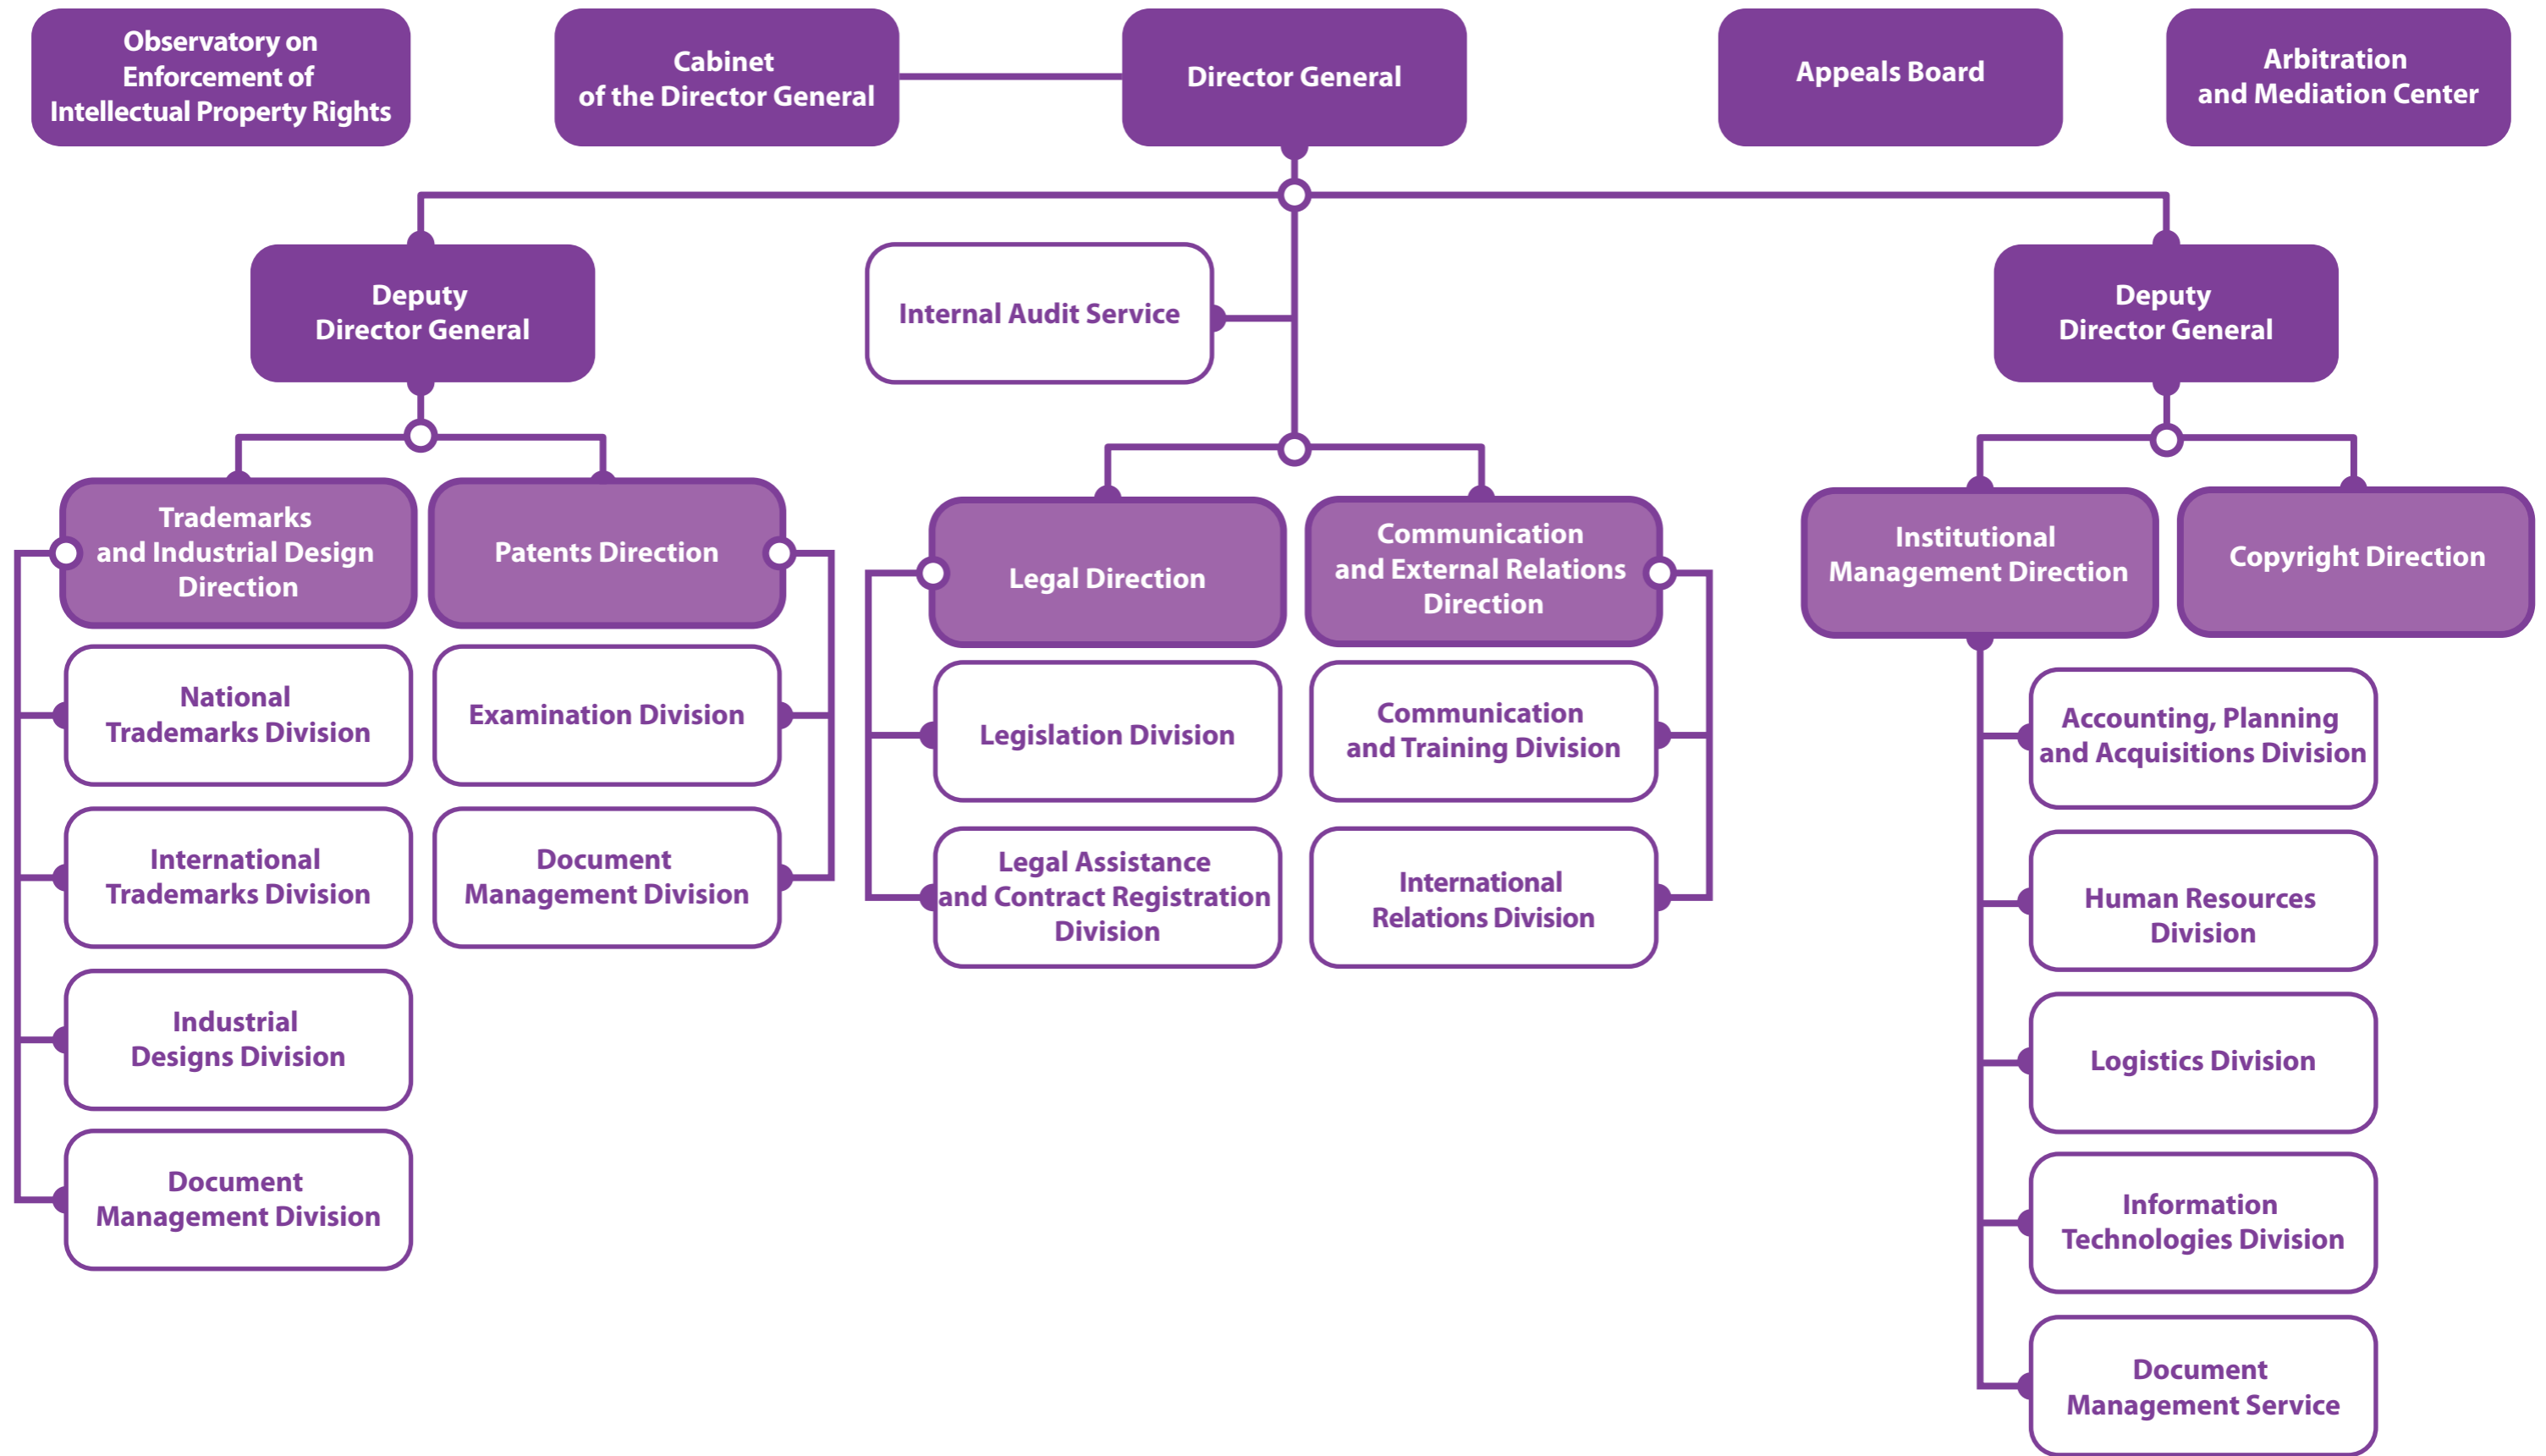 Observatory on
Enforcement of
Intellectual Property Rights
Cabinet
of the Director General
Director General
Appeals Board
Arbitration
and Mediation Center
Deputy
Director General
Internal Audit Service
Deputy
Director General
Trademarks
and Industrial Design
Direction
Patents Direction
Legal Direction
Communication
and External Relations
Direction
Institutional
Management Direction
Copyright Direction
National
Trademarks Division
International
Trademarks Division
Industrial
Designs Division
Document
Management Division
Examination Division
Document
Management Division
Legislation Division
Legal Assistance
and Contract Registration
Division
Communication
and Training Division
International
Relations Division
Accounting, Planning
and Acquisitions Division
Human Resources
Division
Logistics Division
Information
Technologies Division
Document
Management Service